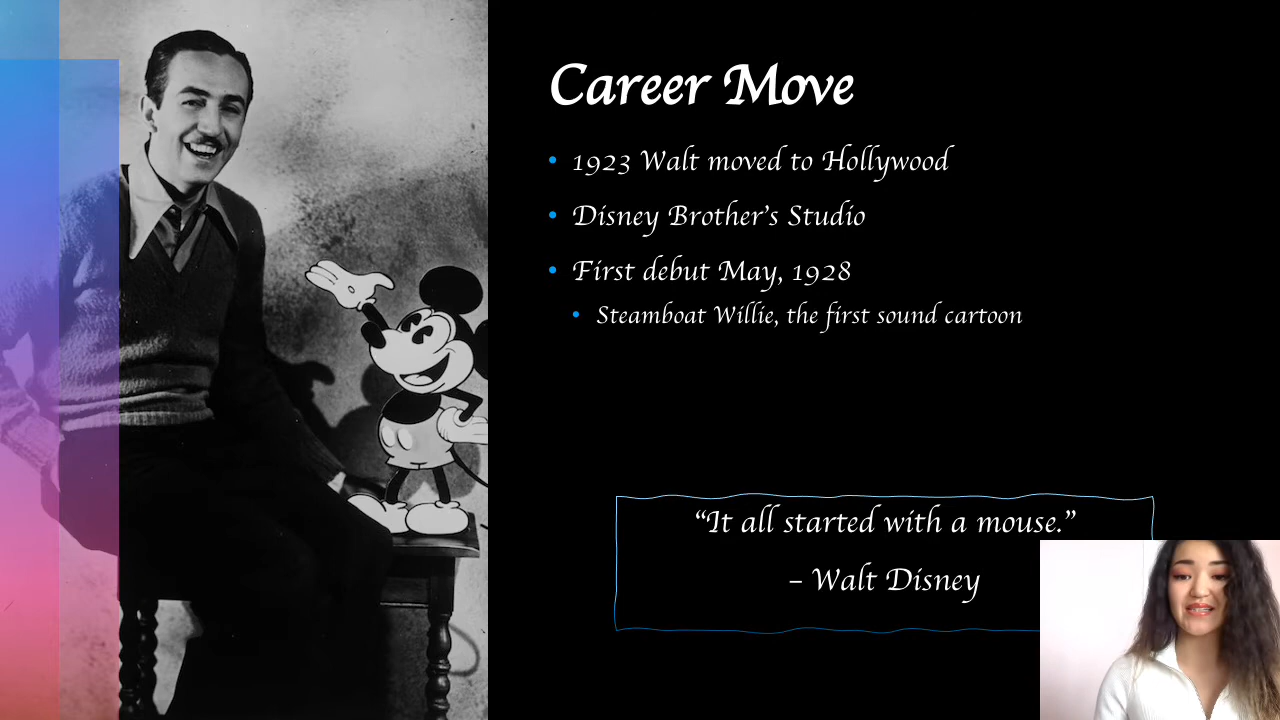 Career Move
• 1923 Walt moved to Hollywood
• Disney Brother's Studio
• First debut May, 1928
• Steamboat Willie, the first sound cartoon
“It all started with a mouse.”
– Walt Disney